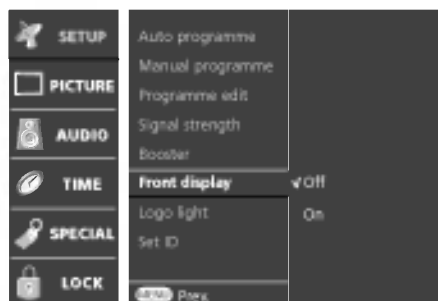 SETUP
PICTURE
AUDIO
TIME
SPECIAL
LOCK
Auto programme
Manual programme
Programme edit
Signal strength
Booster
Front display
Logo light
Set ID
MENU Prev.
Off
On